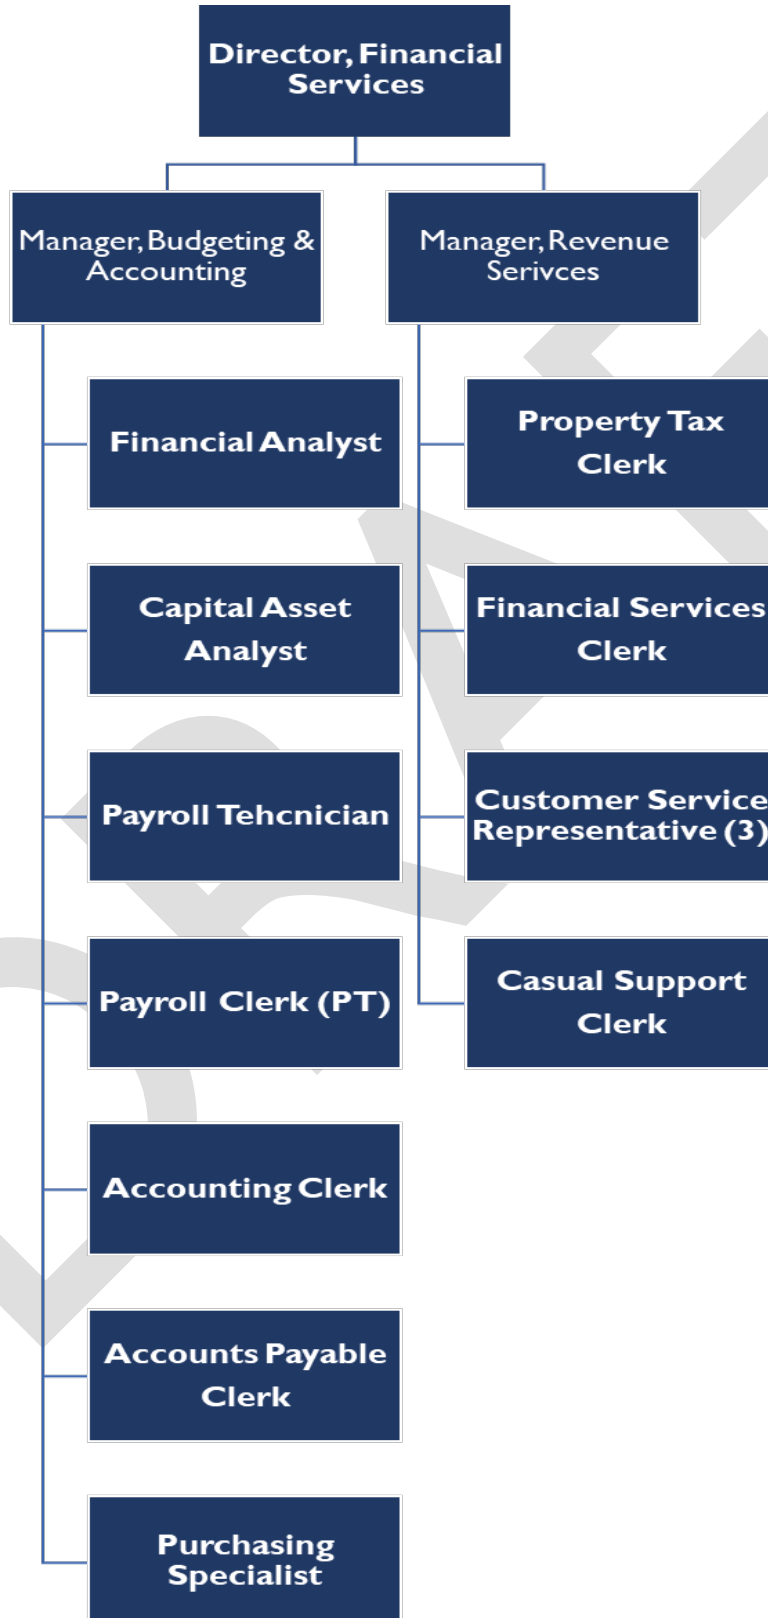 Director, Financial
Services
Manager, Budgeting &
Accounting
Manager, Revenue
Serivces
Financial Analyst
Capital Asset
Analyst
Payroll Tehcnician
Payroll Clerk (PT)
Accounting Clerk
Accounts Payable
Clerk
Purchasing
Specialist
Property Tax
Clerk
Financial Services
Clerk
Customer Service
Representative (3)
Casual Support
Clerk
DRAFT